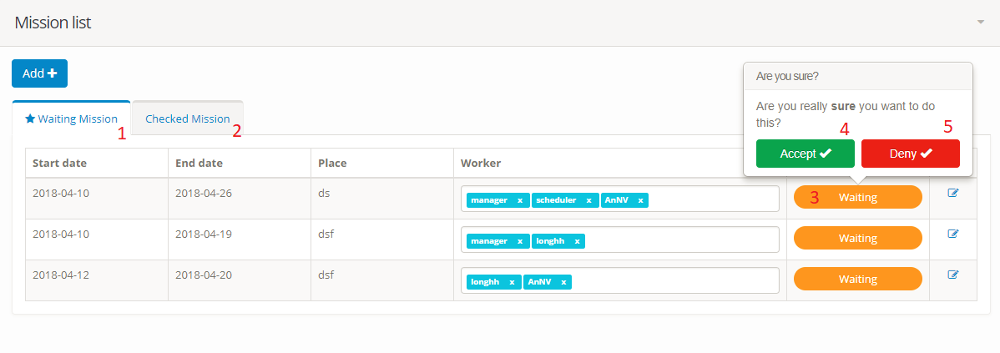 Mission list
Add
Are you sure?
Are you really sure you want to do
this?
4
5
Accept
Deny
Waiting Mission
1
Checked Mission
2
Start date
End date
Place
Worker
2018-04-10
2018-04-26
ds
manager x scheduler x AnNV x
3
Waiting
2018-04-10
2018-04-19
dsf
manager x longhh x
Waiting
2018-04-12
2018-04-20
dsf
longhh x AnNV x
Waiting